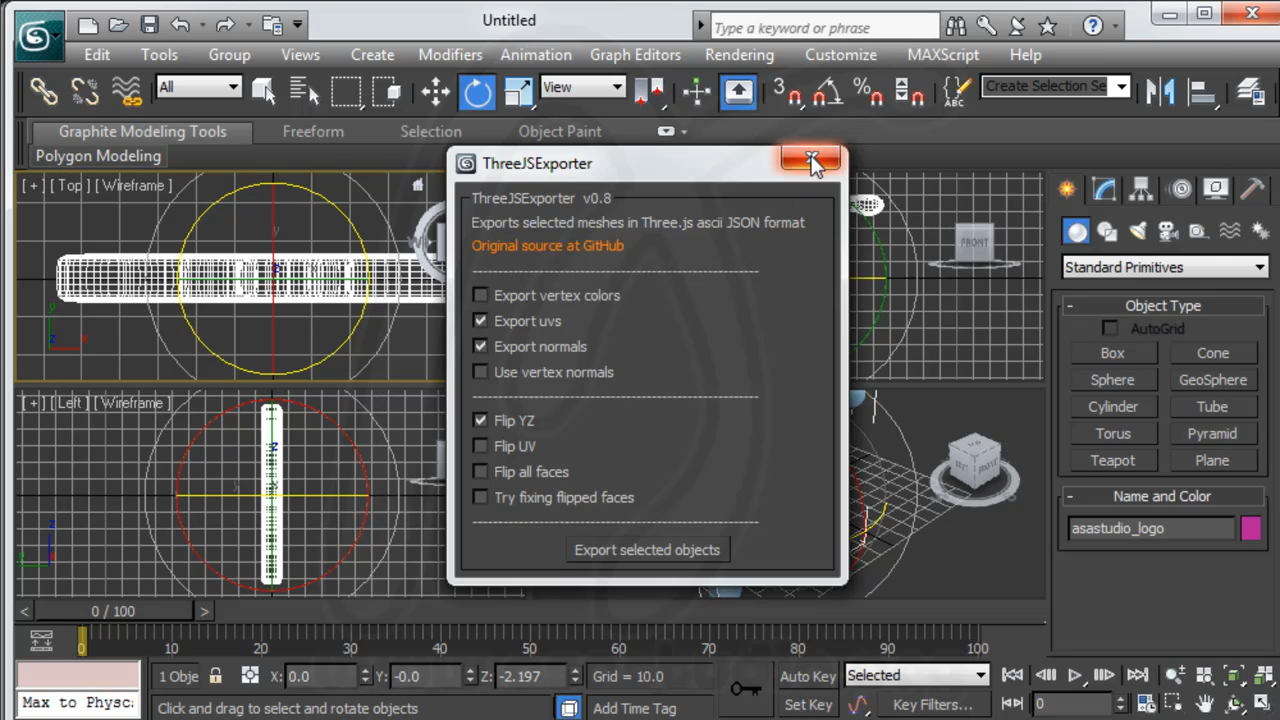 Untitled
Type a keyword or phrase
Edit Tools Group Views Create Modifiers Animation Graph Editors Rendering Customize MAXScript Help
All View 3 % ABC Create Selection Se
Graphite Modeling Tools Freeform Selection Object Paint
Polygon Modeling
[ + ] [ Top ] [ Wireframe ]
ThreeJSExporter
ThreeJSExporter v0.8
Exports selected meshes in Three.js ascii JSON format
Original source at GitHub
Export vertex colors
Export uvs
Export normals
Use vertex normals
Flip YZ
Flip UV
Flip all faces
Try fixing flipped faces
Export selected objects
FRONT
[ + ] [ Left ] [ Wireframe ]
Standard Primitives
- Object Type
AutoGrid
Box Cone
Sphere GeoSphere
Cylinder Tube
Torus Pyramid
Teapot Plane
- Name and Color
asastudio_logo
< 0 / 100 >
0 10 20 30 40 50 60 70 80 90 100
1 Obje X: 0.0 Y: -0.0 Z: -2.197 Grid = 10.0 Auto Key Selected
Max to Physc: Click and drag to select and rotate objects Add Time Tag Set Key Key Filters... 0